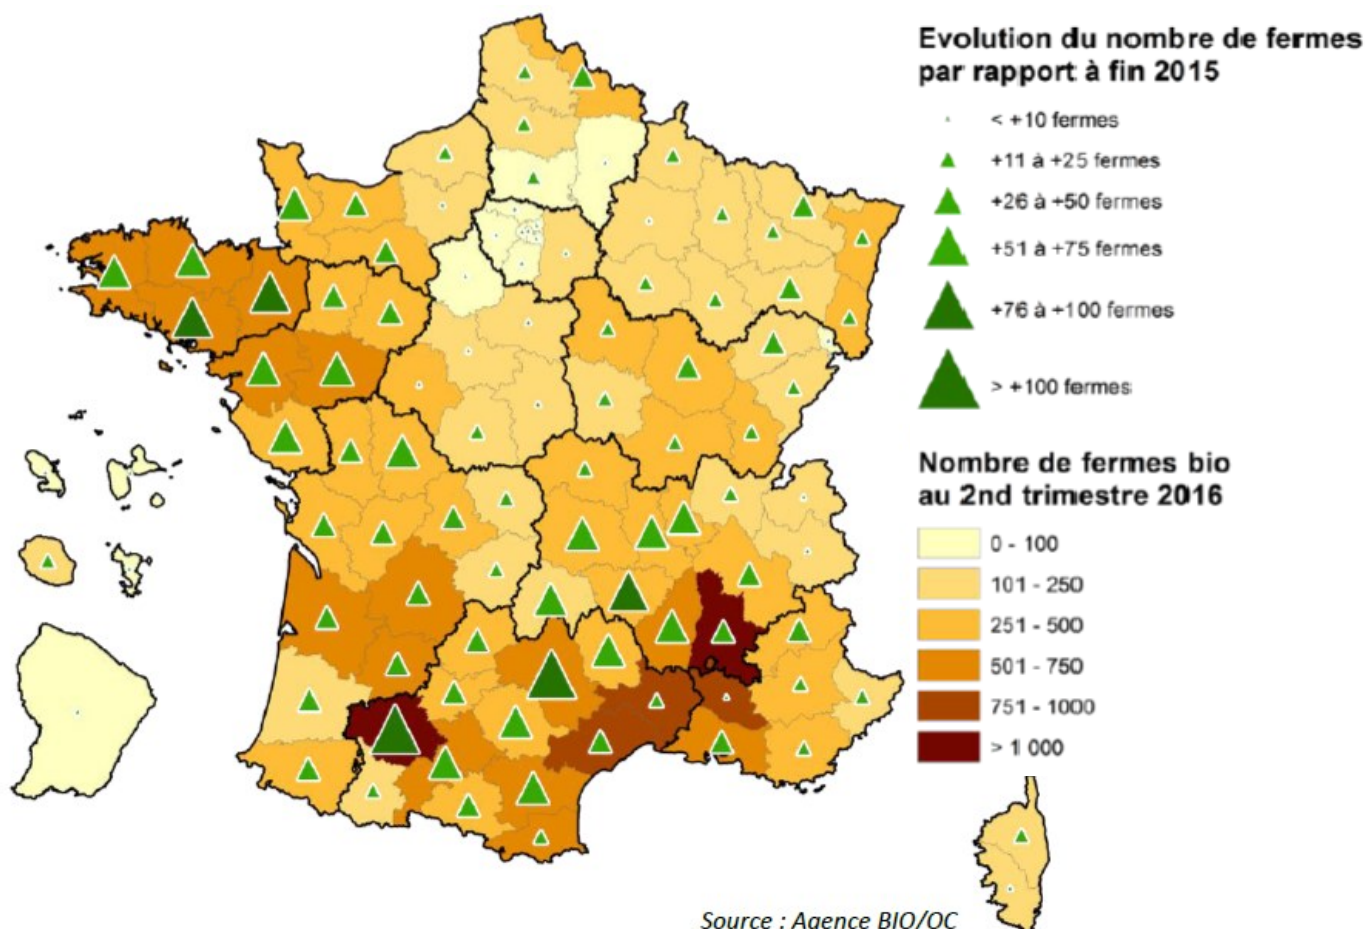 Evolution du nombre de fermes
par rapport à fin 2015
< +10 fermes
+11 à +25 fermes
+26 à +50 fermes
+51 à +75 fermes
+76 à +100 fermes
> +100 fermes
Nombre de fermes bio
au 2nd trimestre 2016
0 - 100
101 - 250
251 - 500
501 - 750
751 - 1000
> 1 000
Source : Agence BIO/OC